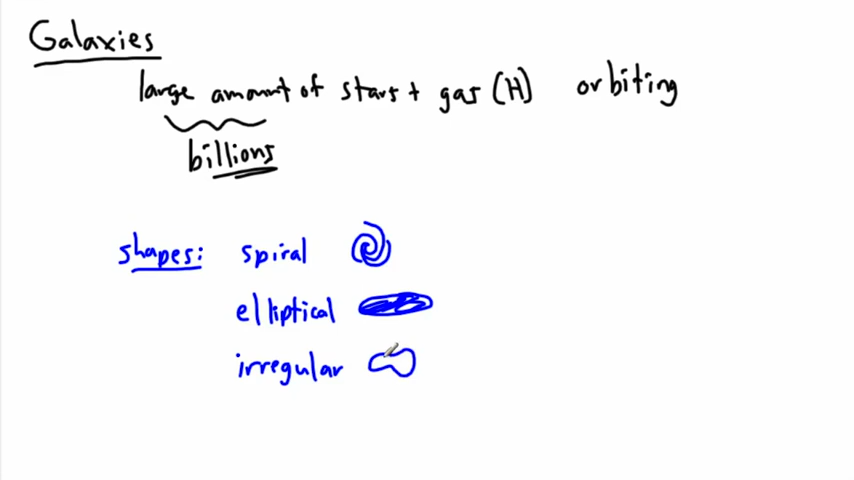 Galaxies
large amount of stars + gas (H) orbiting
billions
shapes: spiral
elliptical
irregular